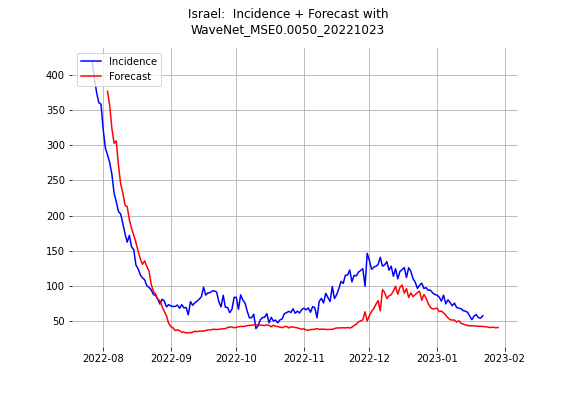 Israel:  Incidence + Forecast with
WaveNet_MSE0.0050_20221023
Incidence
Forecast
400
350
300
250
200
150
100
50
2022-08 2022-09 2022-10 2022-11 2022-12 2023-01 2023-02